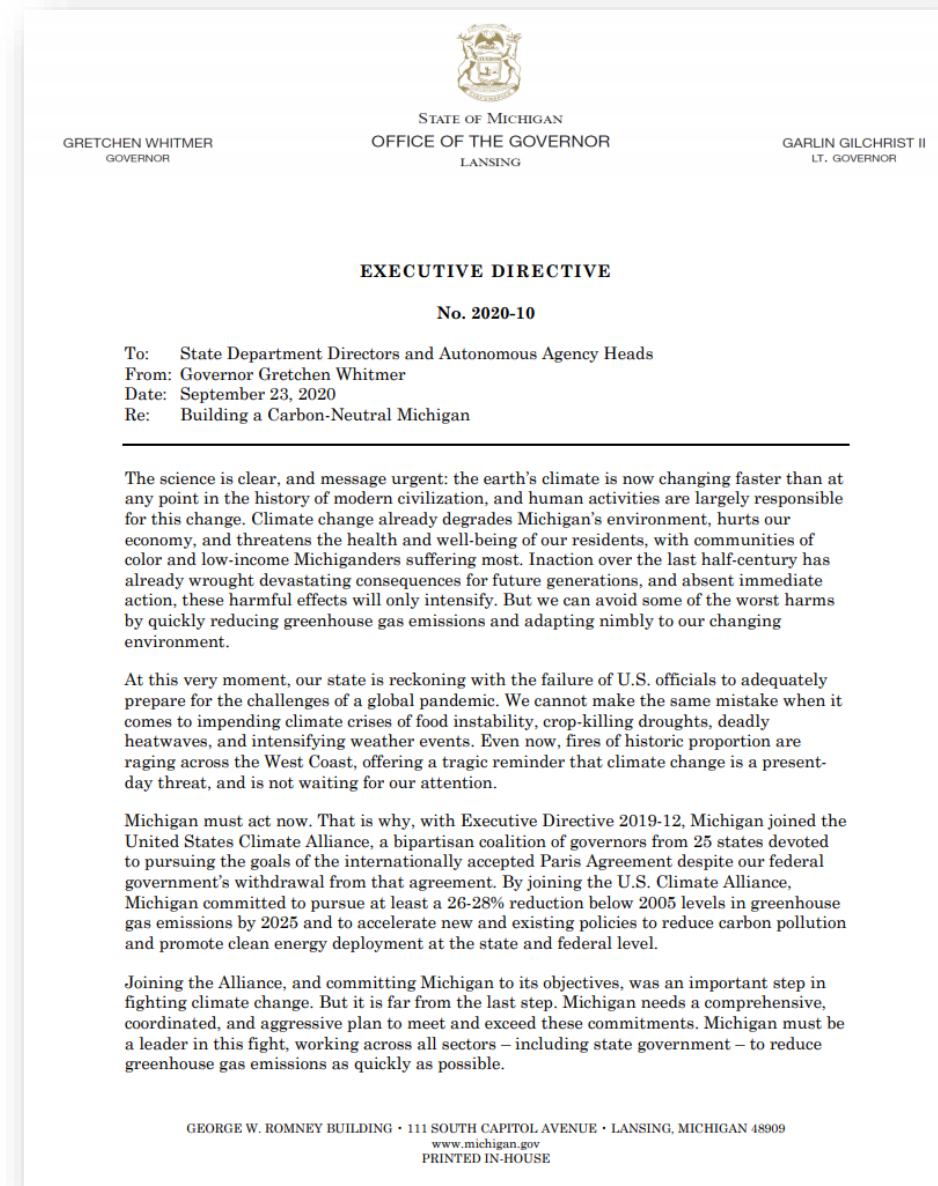 STATE OF MICHIGAN
GRETCHEN WHITMER
GOVERNOR
OFFICE OF THE GOVERNOR
LANSING
GARLIN GILCHRIST II
LT. GOVERNOR
EXECUTIVE DIRECTIVE
No. 2020-10
To: State Department Directors and Autonomous Agency Heads
From: Governor Gretchen Whitmer
Date: September 23, 2020
Re: Building a Carbon-Neutral Michigan
The science is clear, and message urgent: the earth's climate is now changing faster than at
any point in the history of modern civilization, and human activities are largely responsible
for this change. Climate change already degrades Michigan's environment, hurts our
economy, and threatens the health and well-being of our residents, with communities of
color and low-income Michiganders suffering most. Inaction over the last half-century has
already wrought devastating consequences for future generations, and absent immediate
action, these harmful effects will only intensify. But we can avoid some of the worst harms
by quickly reducing greenhouse gas emissions and adapting nimbly to our changing
environment.
At this very moment, our state is reckoning with the failure of U.S. officials to adequately
prepare for the challenges of a global pandemic. We cannot make the same mistake when it
comes to impending climate crises of food instability, crop-killing droughts, deadly
heatwaves, and intensifying weather events. Even now, fires of historic proportion are
raging across the West Coast, offering a tragic reminder that climate change is a present-
day threat, and is not waiting for our attention.
Michigan must act now. That is why, with Executive Directive 2019-12, Michigan joined the
United States Climate Alliance, a bipartisan coalition of governors from 25 states devoted
to pursuing the goals of the internationally accepted Paris Agreement despite our federal
government's withdrawal from that agreement. By joining the U.S. Climate Alliance,
Michigan committed to pursue at least a 26-28% reduction below 2005 levels in greenhouse
gas emissions by 2025 and to accelerate new and existing policies to reduce carbon pollution
and promote clean energy deployment at the state and federal level.
Joining the Alliance, and committing Michigan to its objectives, was an important step in
fighting climate change. But it is far from the last step. Michigan needs a comprehensive,
coordinated, and aggressive plan to meet and exceed these commitments. Michigan must be
a leader in this fight, working across all sectors – including state government – to reduce
greenhouse gas emissions as quickly as possible.
GEORGE W. ROMNEY BUILDING • 111 SOUTH CAPITOL AVENUE • LANSING, MICHIGAN 48909
www.michigan.gov
PRINTED IN-HOUSE